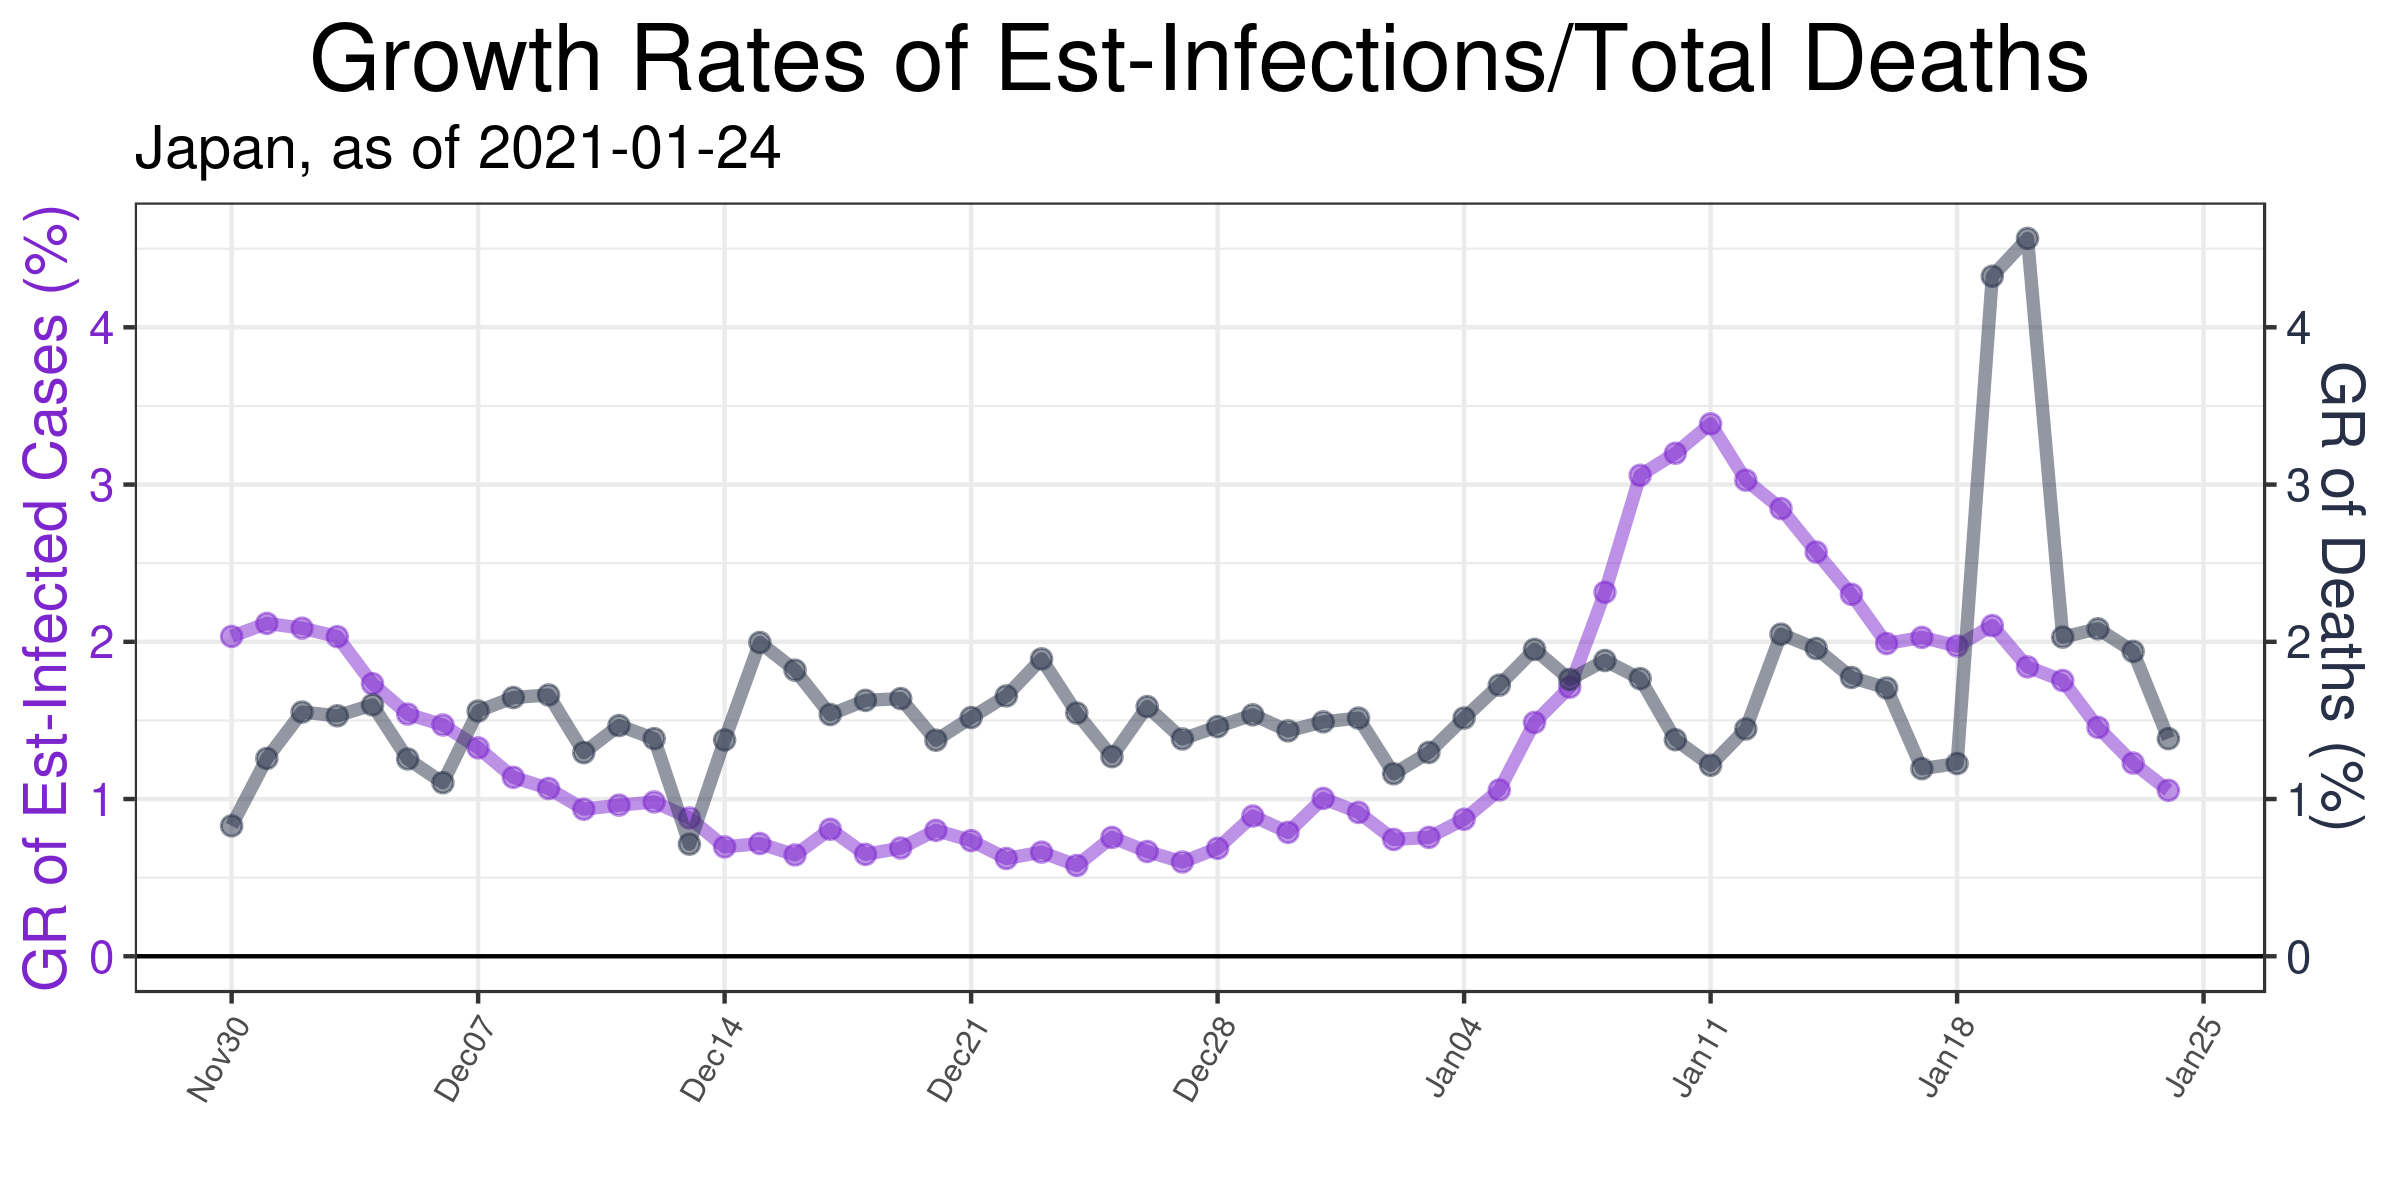 Growth Rates of Est-Infections/Total Deaths
Japan, as of 2021-01-24
GR of Est-Infected Cases (%)
4
3
2
1
0
4
3
2
1
0
GR of Deaths (%)
Nov30
Dec07
Dec14
Dec21
Dec28
Jan04
Jan11
Jan18
Jan25